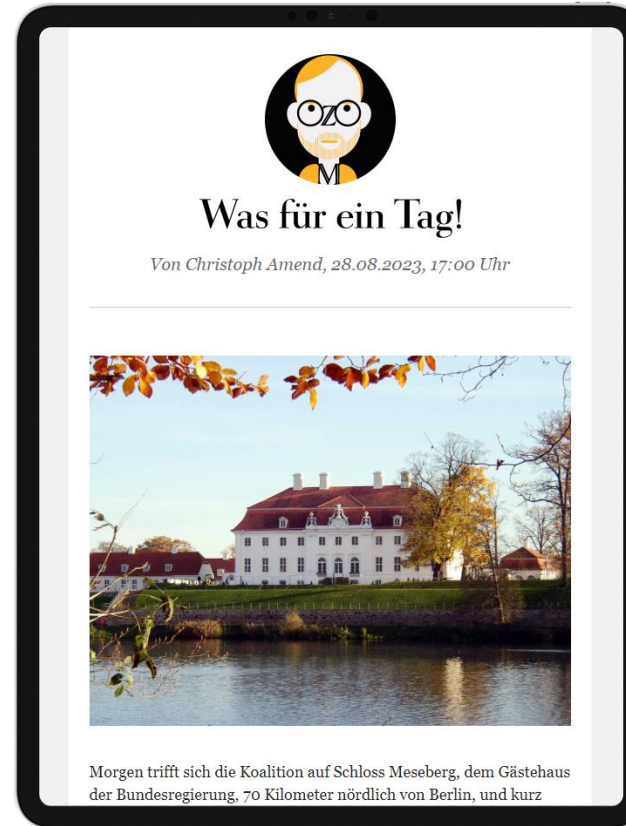 ZO
M
Was für ein Tag!
Von Christoph Amend, 28.08.2023, 17:00 Uhr
Morgen trifft sich die Koalition auf Schloss Meseberg, dem Gästehaus
der Bundesregierung, 70 Kilometer nördlich von Berlin, und kurz